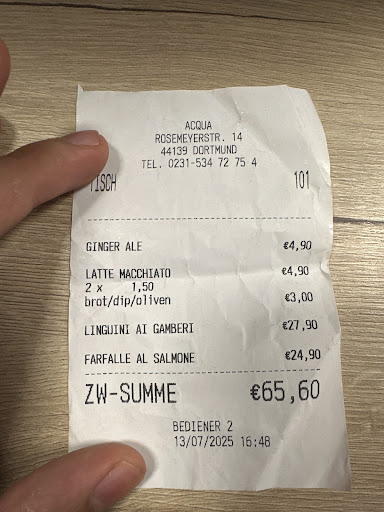 ACQUA
ROSEMEYERSTR. 14
44139 DORTMUND
TEL. 0231-534 72 75 4
TISCH 101
GINGER ALE €4,90
LATTE MACCHIATO €4,90
2 x 1,50
brot/dip/oliven €3,00
LINGUINI AI GAMBERI €27,90
FARFALLE AL SALMONE €24,90
ZW-SUMME €65,60
BEDIENER 2
13/07/2025 16:48